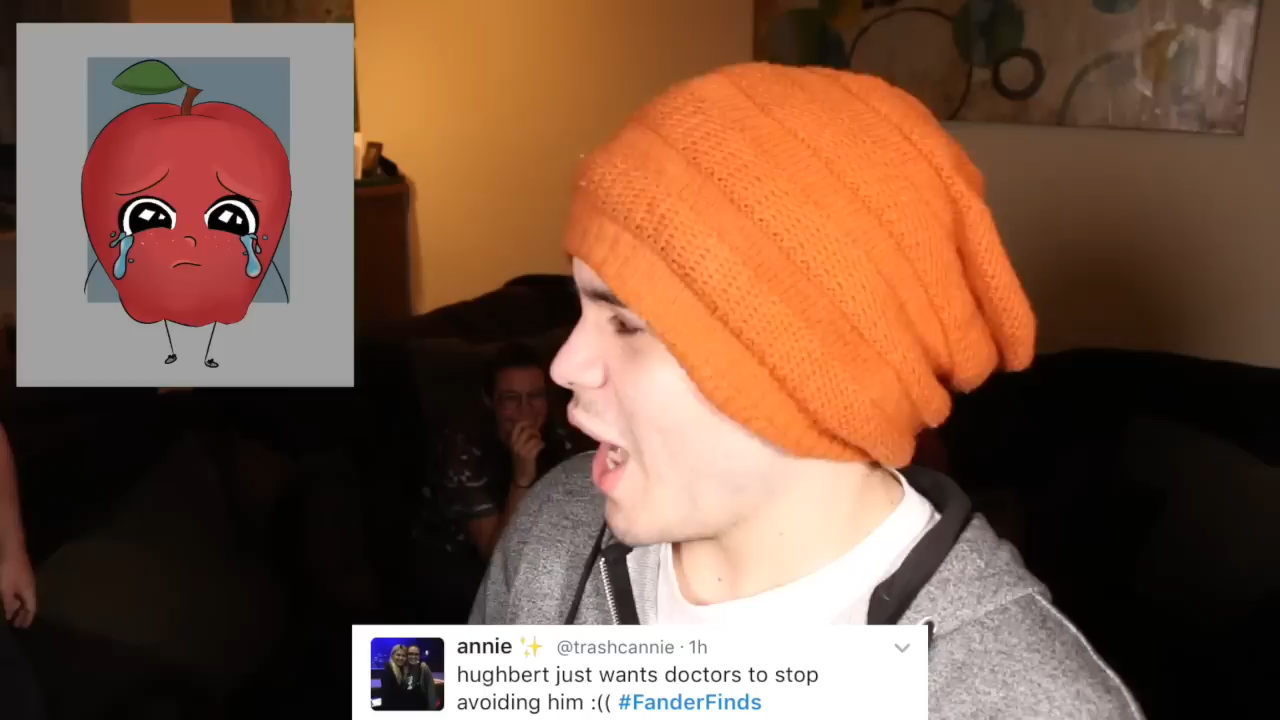 annie ✨ @trashcannie · 1h
hughbert just wants doctors to stop
avoiding him :(( #FanderFinds